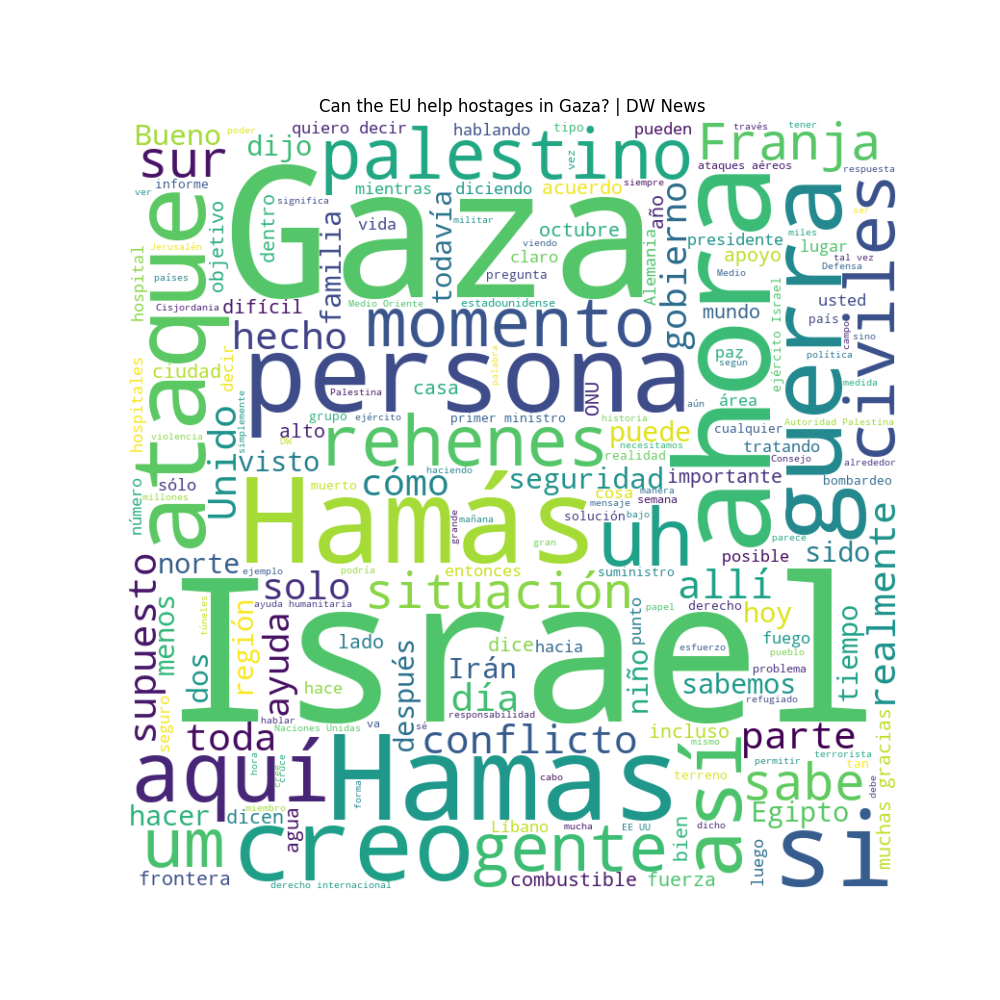 Can the EU help hostages in Gaza? | DW News
Bueno
poder
quiero decir
hablando
tipo
pueden
través
tener
sur
dijo
palestino
vez
Franja
informe
mientras
diciendo
acuerdo
siempre
ataques aéreos
respuesta
ver
significa
Gaza
dentro
familia
vida
todavía
militar
octubre
viendo
claro
pregunta
año
gobierno
Alemania
ahora
presidente
apoyo
Medio
guerra
lugar
miles
ser
tal vez
Defensa
civiles
ataque
objetivo
Jerusalén
países
hospital
Cisjordania
difícil
Medio Oriente
estadounidense
mundo
usted
país
campo
sino
hecho
momento
persona
palabra
casa
ONU
paz
según
área
ejército Israel
política
medida
ciudad
decir
hospitales
Palestina
aún
grupo
ejército
primer ministro
historia
cualquier
Autoridad Palestina
violencia
simplemente
DW
alto
rehenes
necesitamos
realidad
puede
tratando
Consejo
alrededor
Unido
visto
cómo
haciendo
seguridad
cosa
manera
importante
bombardeo
sólo
millones
número
muerto
Hamás
grande
mañana
gran
mensaje
semana
solución
bajo
uh
parece
posible
sido
realmente
norte
ejemplo
podría
entonces
suministro
supuesto
menos
túneles
solo
ayuda humanitaria
situación
allí
papel
derecho
hoy
región
ayuda
Israel
lado
dice
hacia
punto
niño
esfuerzo
fuego
pueblo
tiempo
dos
hace
después
Irán
día
sabemos
problema
refugiado
seguro
hablar
Naciones Unidas
va
sé
responsabilidad
incluso
mismo
muchas gracias
toda
conflicto
parte
permitir
terrorista
tan
aquí
hora
cree
cruce
forma
Hamas
cabo
terreno
así
sabe
debe
hacer
dicen
miembro
agua
Líbano
mucha
EE UU
dicho
Egipto
um
creo
gente
bien
luego
si
frontera
derecho internacional
combustible
fuerza